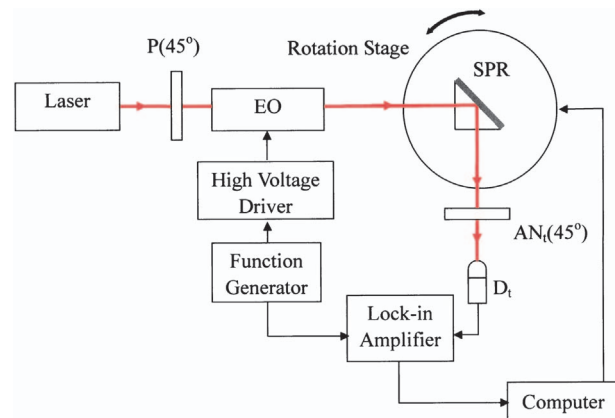 P(45°)
Rotation Stage
SPR
Laser
EO
High Voltage
Driver
ANₜ(45°)
Function
Generator
Dₜ
Lock-in
Amplifier
Computer